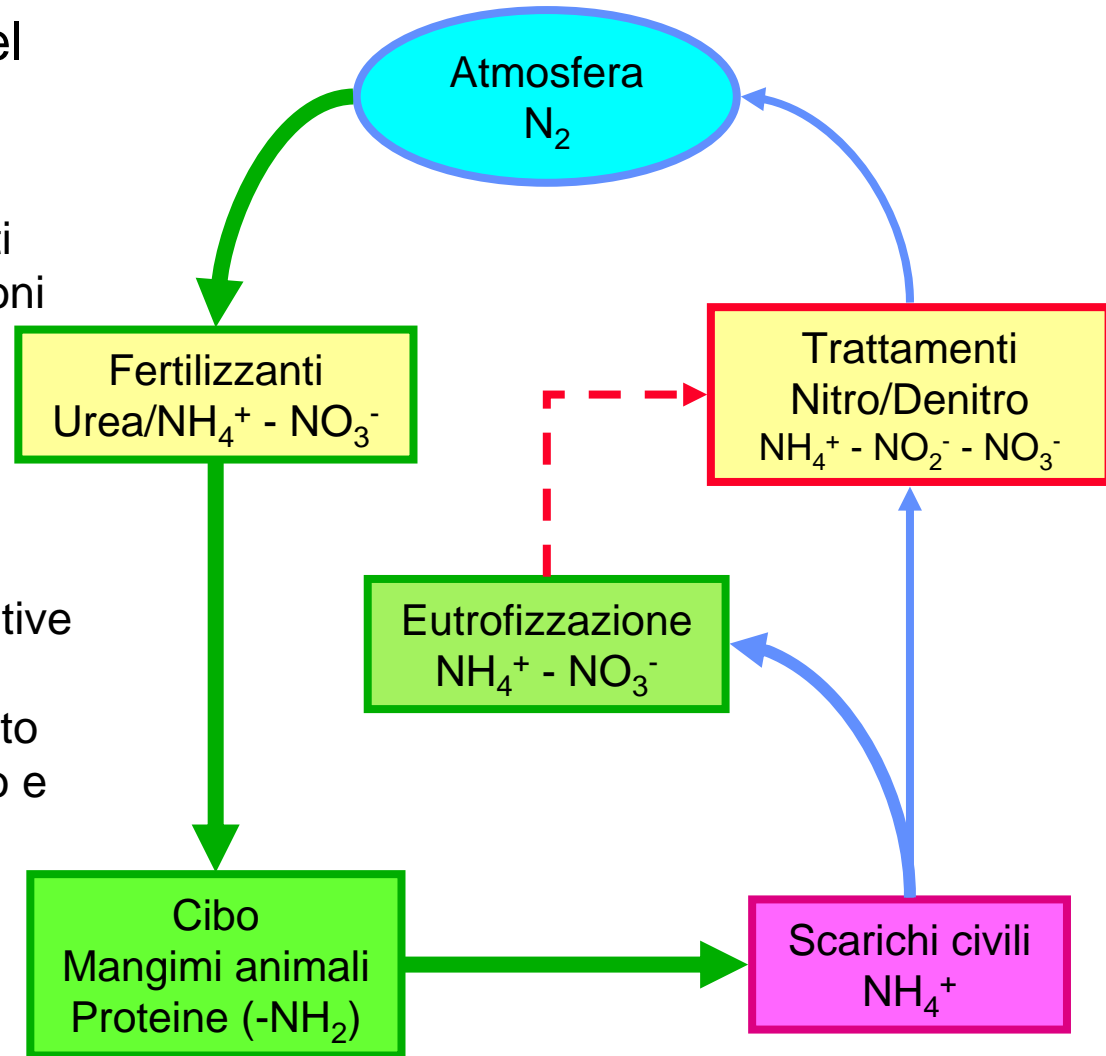 el
Atmosfera
N₂
ti
oni
Fertilizzanti
Urea/NH₄⁺ - NO₃⁻
Trattamenti
Nitro/Denitro
NH₄⁺ - NO₂⁻ - NO₃⁻
tive
Eutrofizzazione
NH₄⁺ - NO₃⁻
to
o e
Cibo
Mangimi animali
Proteine (-NH₂)
Scarichi civili
NH₄⁺